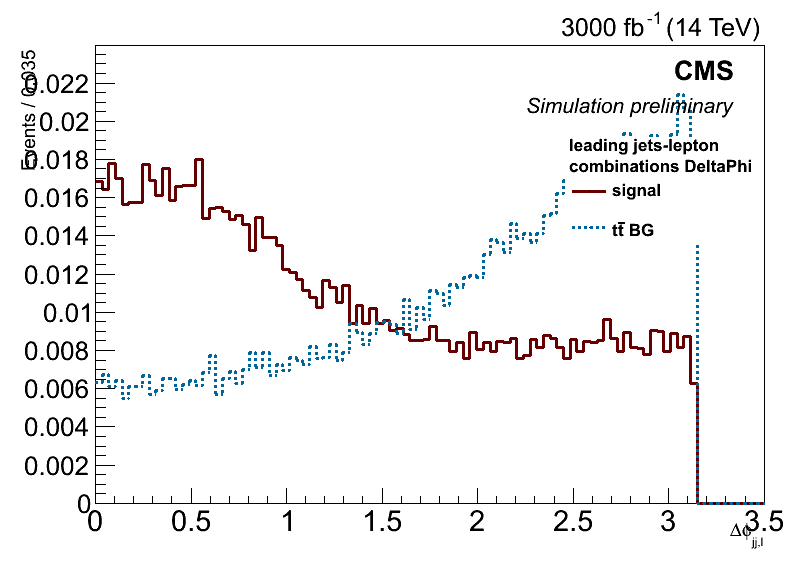 3000 fb⁻¹ (14 TeV)
Events / 0.035
CMS
Simulation preliminary
leading jets-lepton
combinations DeltaPhi
signal
tt̄ BG
0.022
0.02
0.018
0.016
0.014
0.012
0.01
0.008
0.006
0.004
0.002
0
0 0.5 1 1.5 2 2.5 3 3.5
Δϕjj,l